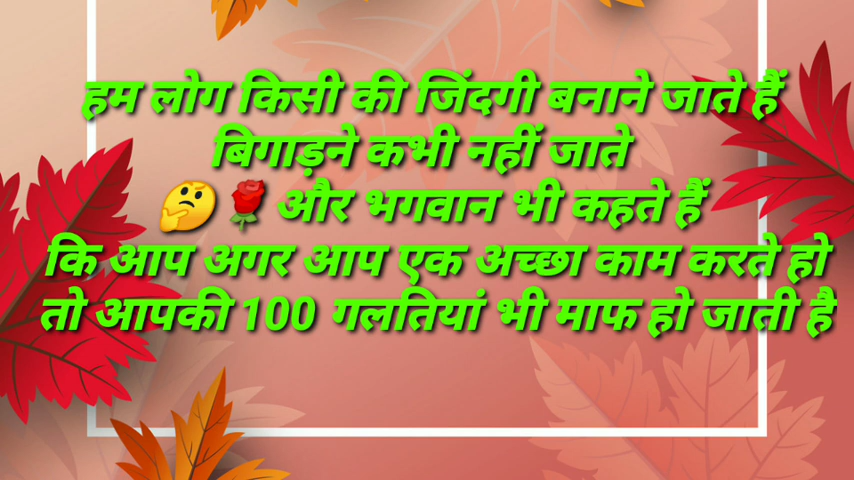 हम लोग किसी की जिंदगी बनाने जाते हैं
बिगाड़ने कभी नहीं जाते
🤔🌹 और भगवान भी कहते हैं
कि आप अगर आप एक अच्छा काम करते हो
तो आपकी 100 गलतियां भी माफ हो जाती है